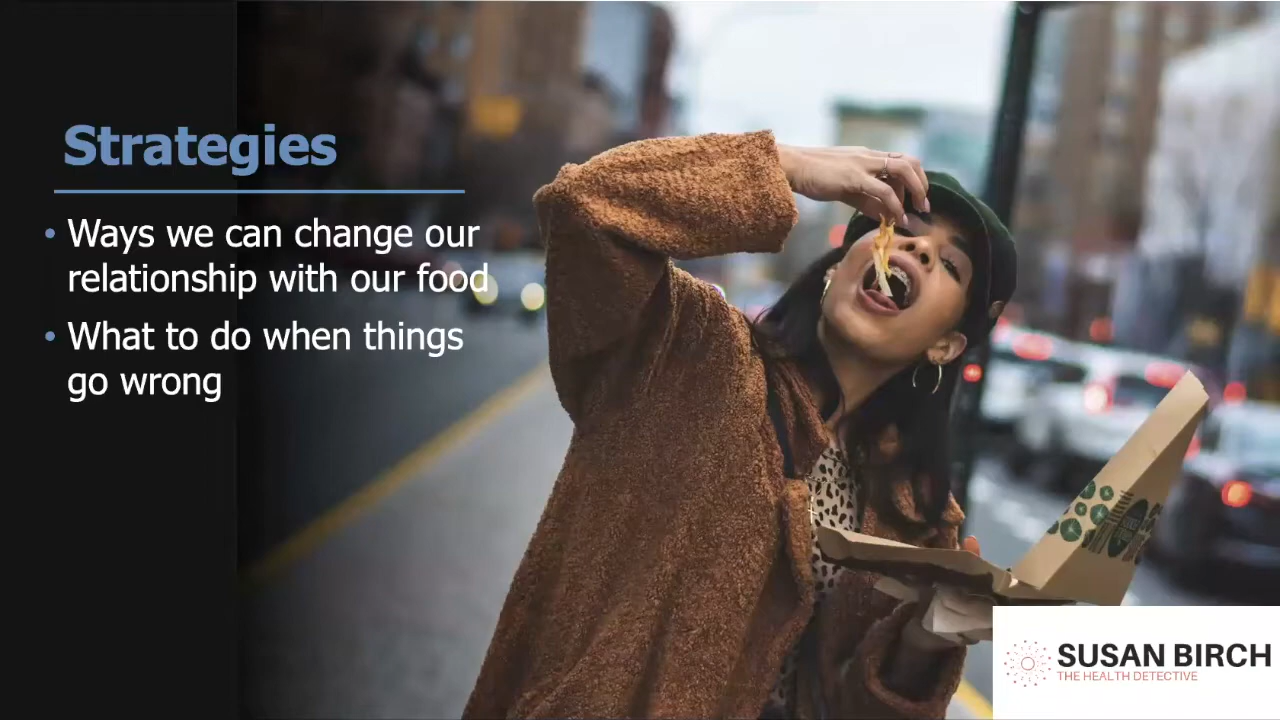 Strategies
• Ways we can change our
relationship with our food
• What to do when things
go wrong
SUSAN BIRCH
THE HEALTH DETECTIVE